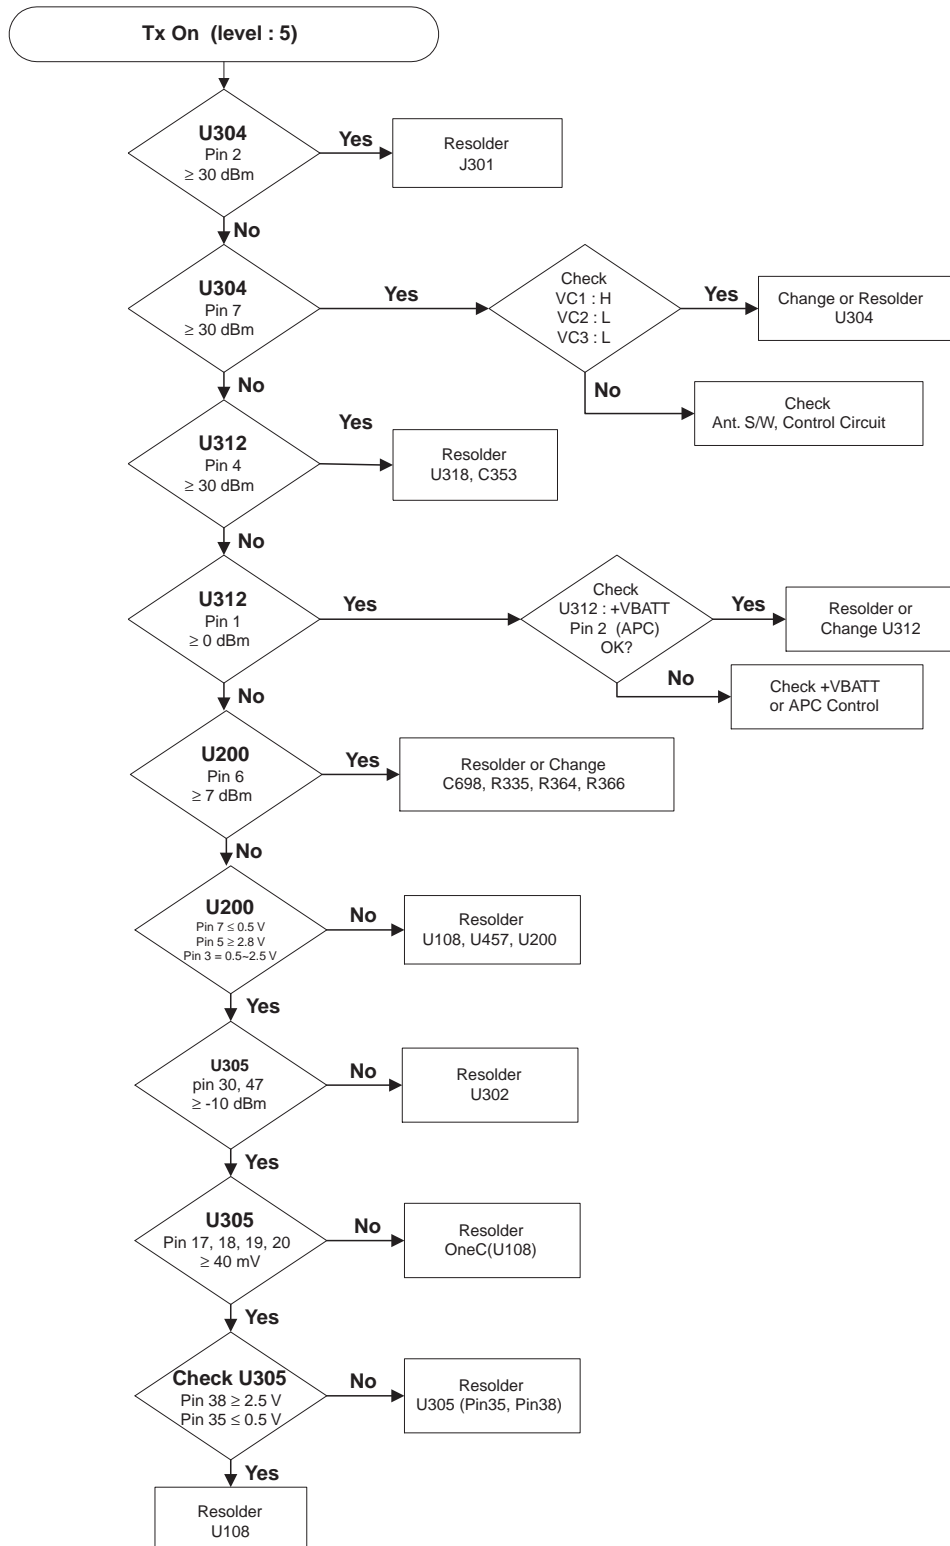 Tx On (level : 5)
U304
Pin 2
≥ 30 dBm
Yes
Resolder
J301
No
U304
Pin 7
≥ 30 dBm
Yes
Check
VC1 : H
VC2 : L
VC3 : L
Yes
Change or Resolder
U304
No
Check
Ant. S/W, Control Circuit
No
U312
Pin 4
≥ 30 dBm
Yes
Resolder
U318, C353
No
U312
Pin 1
≥ 0 dBm
Yes
Check
U312 : +VBATT
Pin 2 (APC)
OK?
Yes
Resolder or
Change U312
No
Check +VBATT
or APC Control
No
U200
Pin 6
≥ 7 dBm
Yes
Resolder or Change
C698, R335, R364, R366
No
U200
Pin 7 ≤ 0.5 V
Pin 5 ≥ 2.8 V
Pin 3 = 0.5~2.5 V
No
Resolder
U108, U457, U200
Yes
U305
pin 30, 47
≥ -10 dBm
No
Resolder
U302
Yes
U305
Pin 17, 18, 19, 20
≥ 40 mV
No
Resolder
OneC(U108)
Yes
Check U305
Pin 38 ≥ 2.5 V
Pin 35 ≤ 0.5 V
No
Resolder
U305 (Pin35, Pin38)
Yes
Resolder
U108